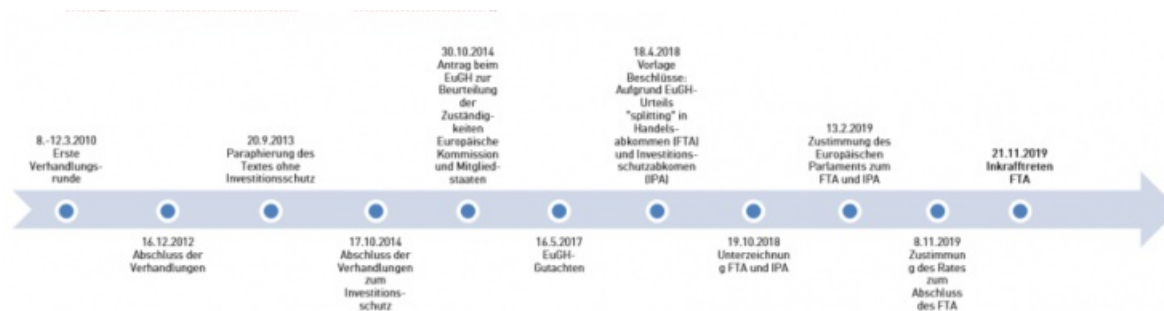 8.-12.3.2010
Erste
Verhandlungs-
runde
16.12.2012
Abschluss der
Verhandlungen
20.9.2013
Paraphierung des
Textes ohne
Investitionsschutz
17.10.2014
Abschluss der
Verhandlungen
zum
Investitions-
schutz
30.10.2014
Antrag beim
EuGH zur
Beurteilung
der
Zuständig-
keiten
Europäische
Kommission
und Mitglied-
staaten
16.5.2017
EuGH-
Gutachten
18.4.2018
Vorlage
Beschlüsse:
Aufgrund EuGH-
Urteils
"splitting" in
Handels-
abkommen (FTA)
und Investitions-
schutzabkomen
(IPA)
19.10.2018
Unterzeichnun
g FTA und IPA
13.2.2019
Zustimmung des
Europäischen
Parlaments zum
FTA und IPA
8.11.2019
Zustimmun
g des Rates
zum
Abschluss
des FTA
21.11.2019
Inkrafttreten
FTA